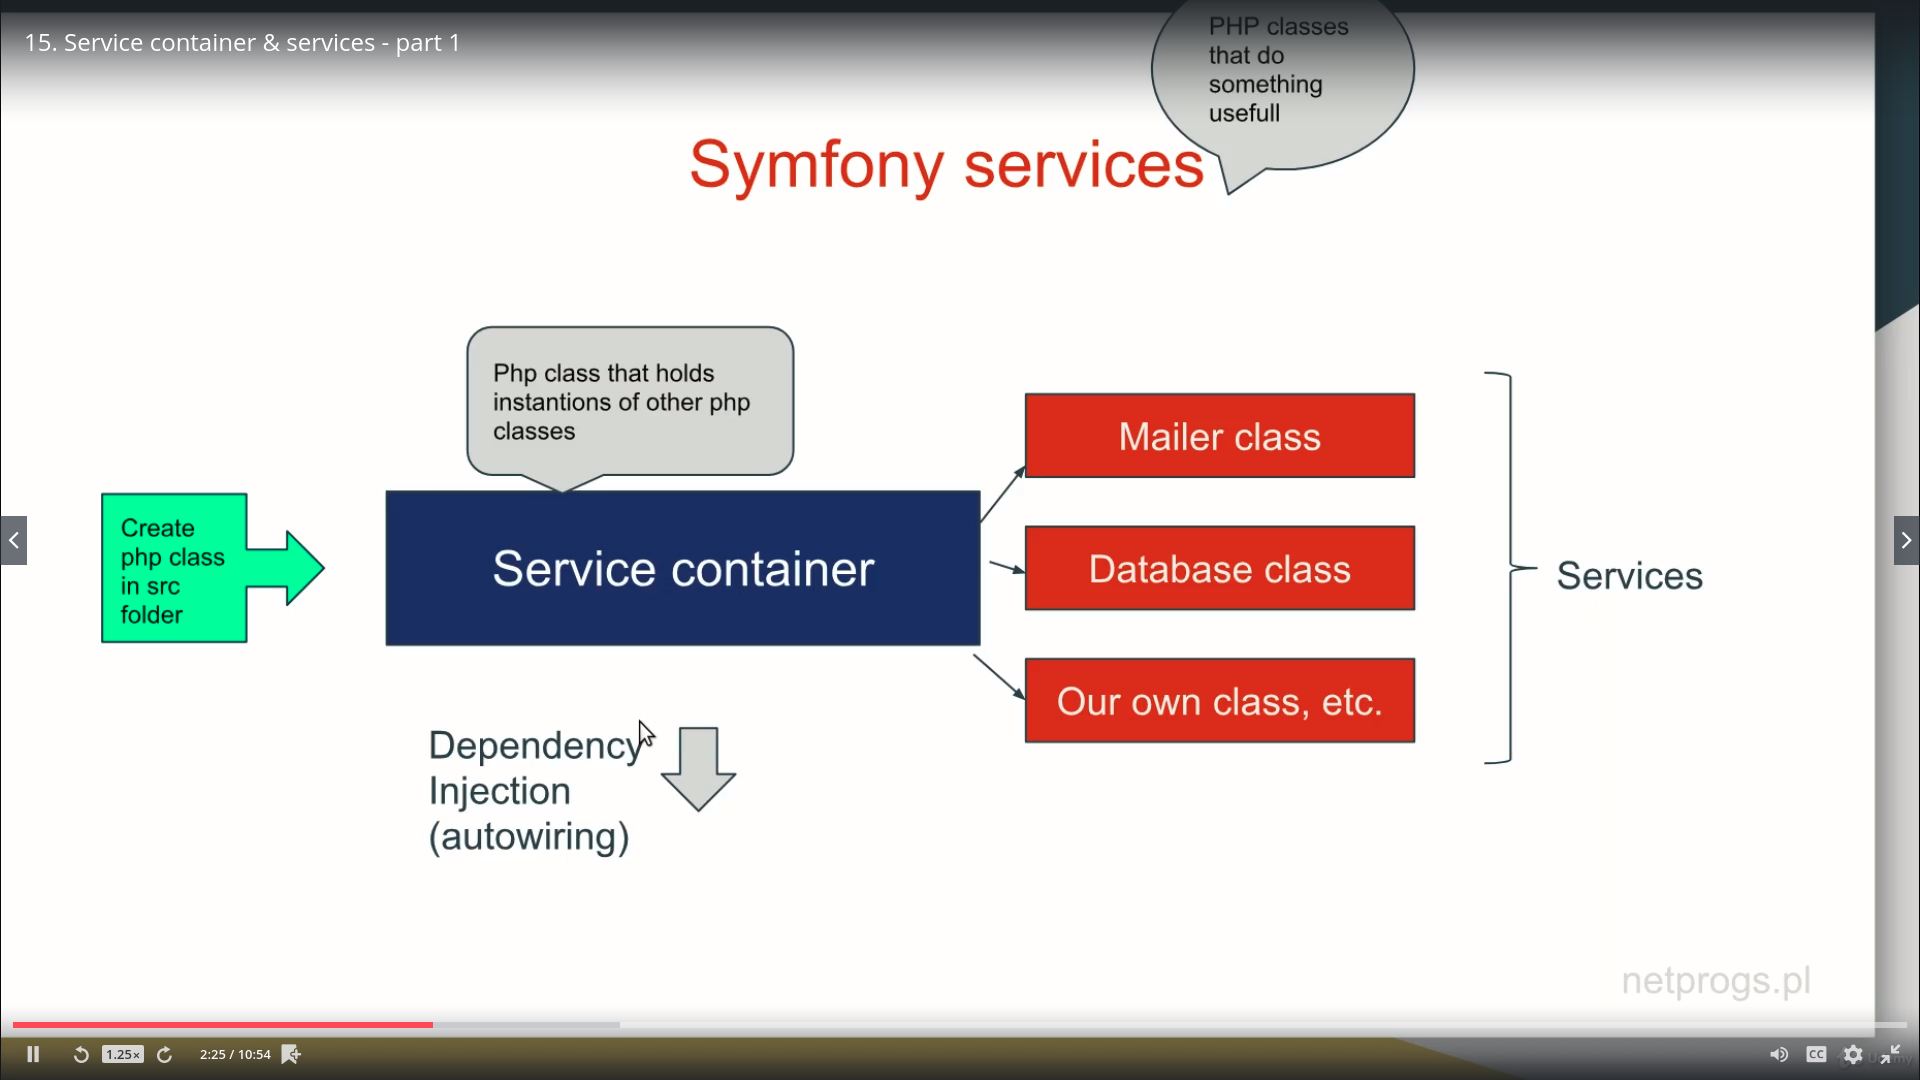 15. Service container & services - part 1
PHP classes
that do
something
usefull
Symfony services
Php class that holds
instantions of other php
classes
Create
php class
in src
folder
Service container
Mailer class
Database class
Our own class, etc.
Services
Dependency
Injection
(autowiring)
netprogs.pl
1.25×
2:25 / 10:54
CC